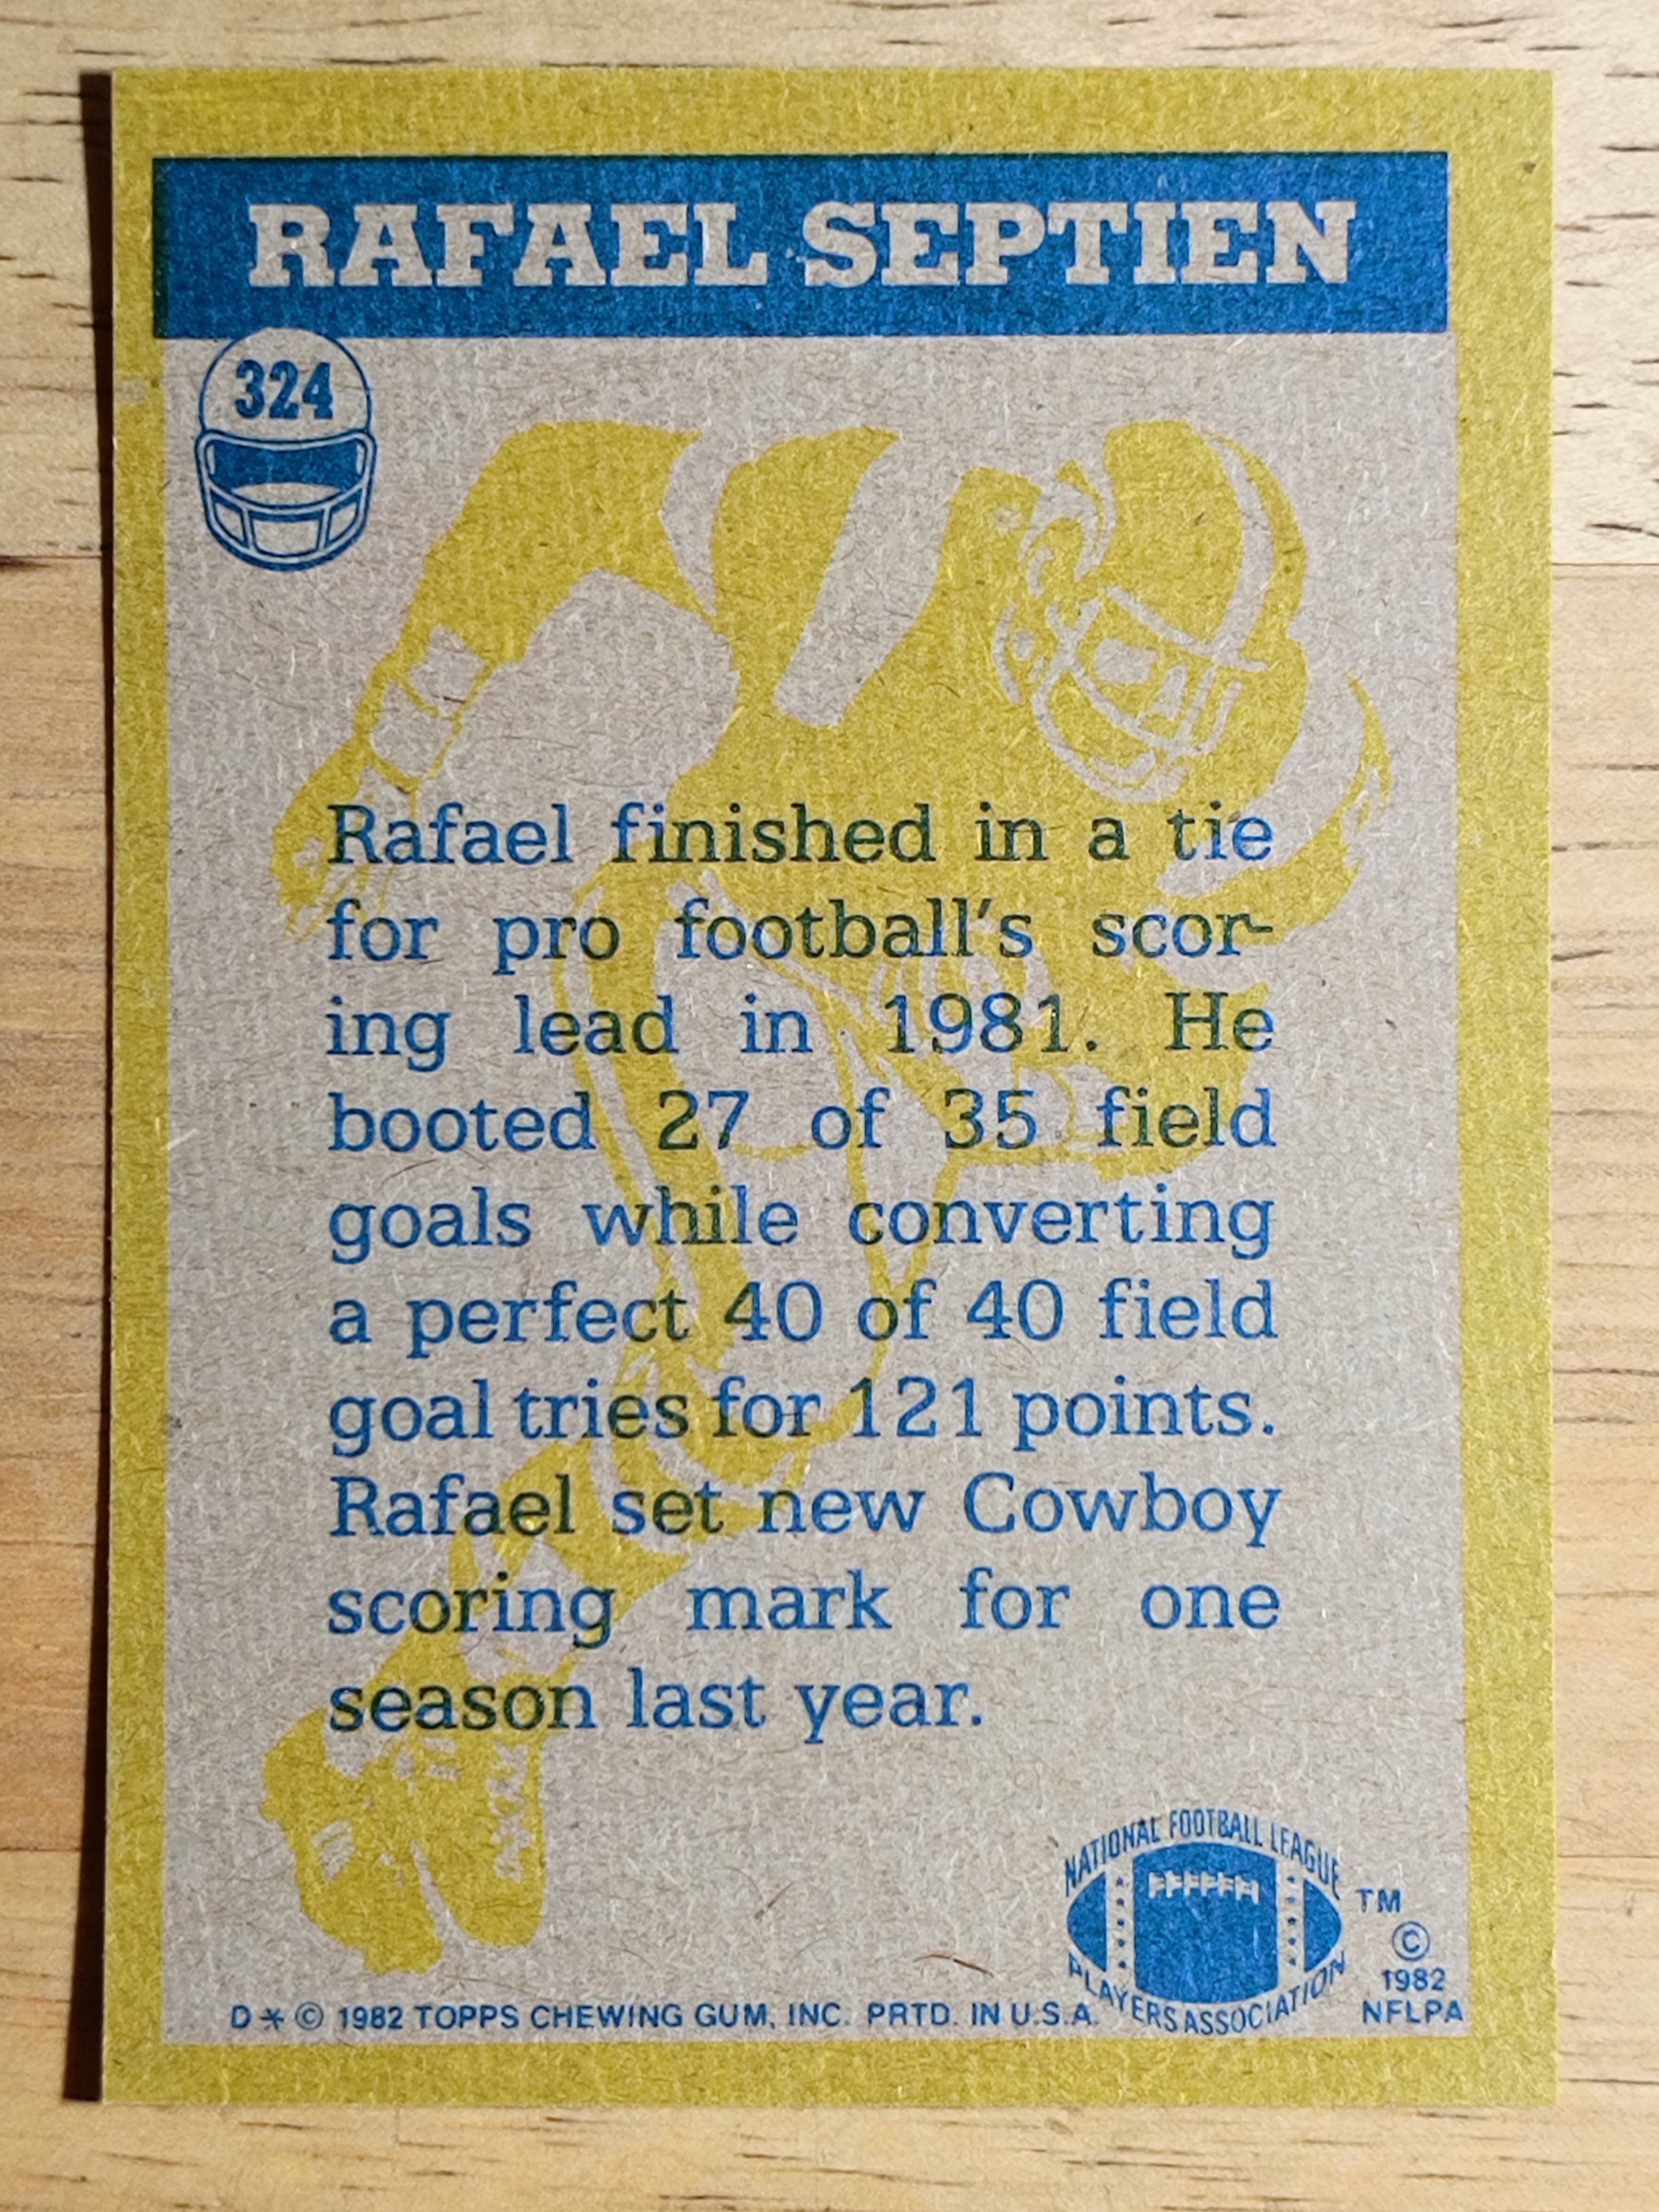 RAFAEL SEPTIEN
324
Rafael finished in a tie
for pro football's scor-
ing lead in 1981. He
booted 27 of 35 field
goals while converting
a perfect 40 of 40 field
goal tries for 121 points.
Rafael set new Cowboy
scoring mark for one
season last year.
NATIONAL FOOTBALL LEAGUE
PLAYERS ASSOCIATION
TM
©
1982
NFLPA
D * © 1982 TOPPS CHEWING GUM, INC. PRTD. IN U.S.A.